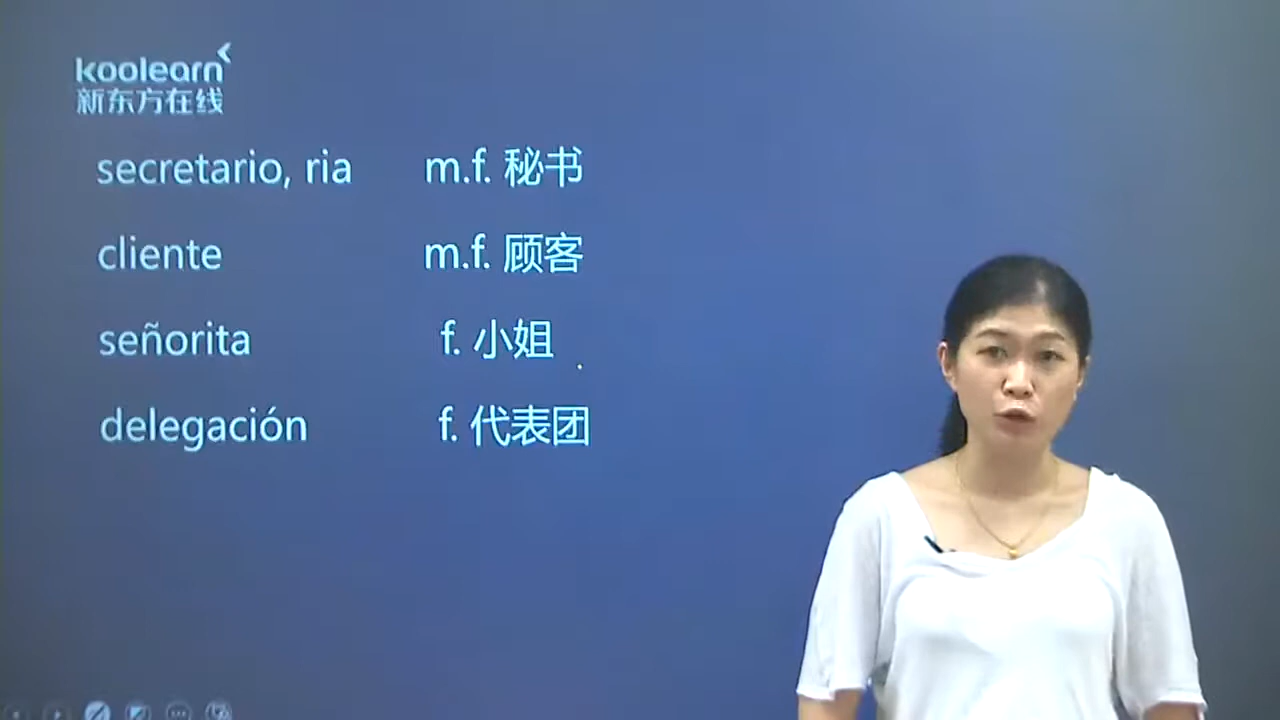 koolearn
新东方在线
secretario, ria m.f. 秘书
cliente m.f. 顾客
señorita f. 小姐
delegación f. 代表团